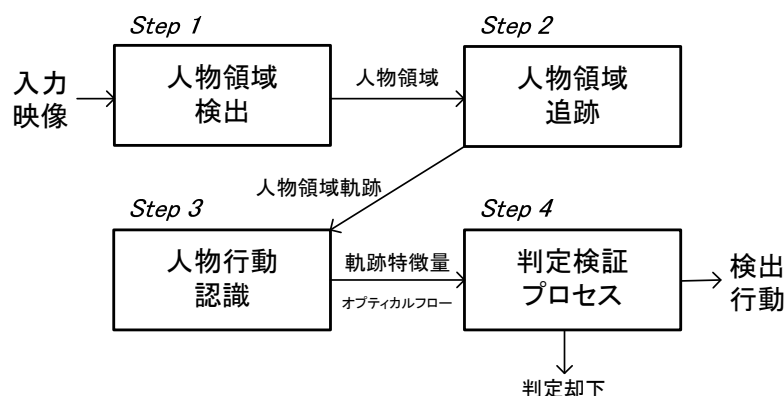 Step 1
Step 2
入力
映像
人物領域
検出
人物領域
人物領域
追跡
人物領域軌跡
Step 3
Step 4
人物行動
認識
軌跡特徴量
オプティカルフロー
判定検証
プロセス
検出
行動
判定却下